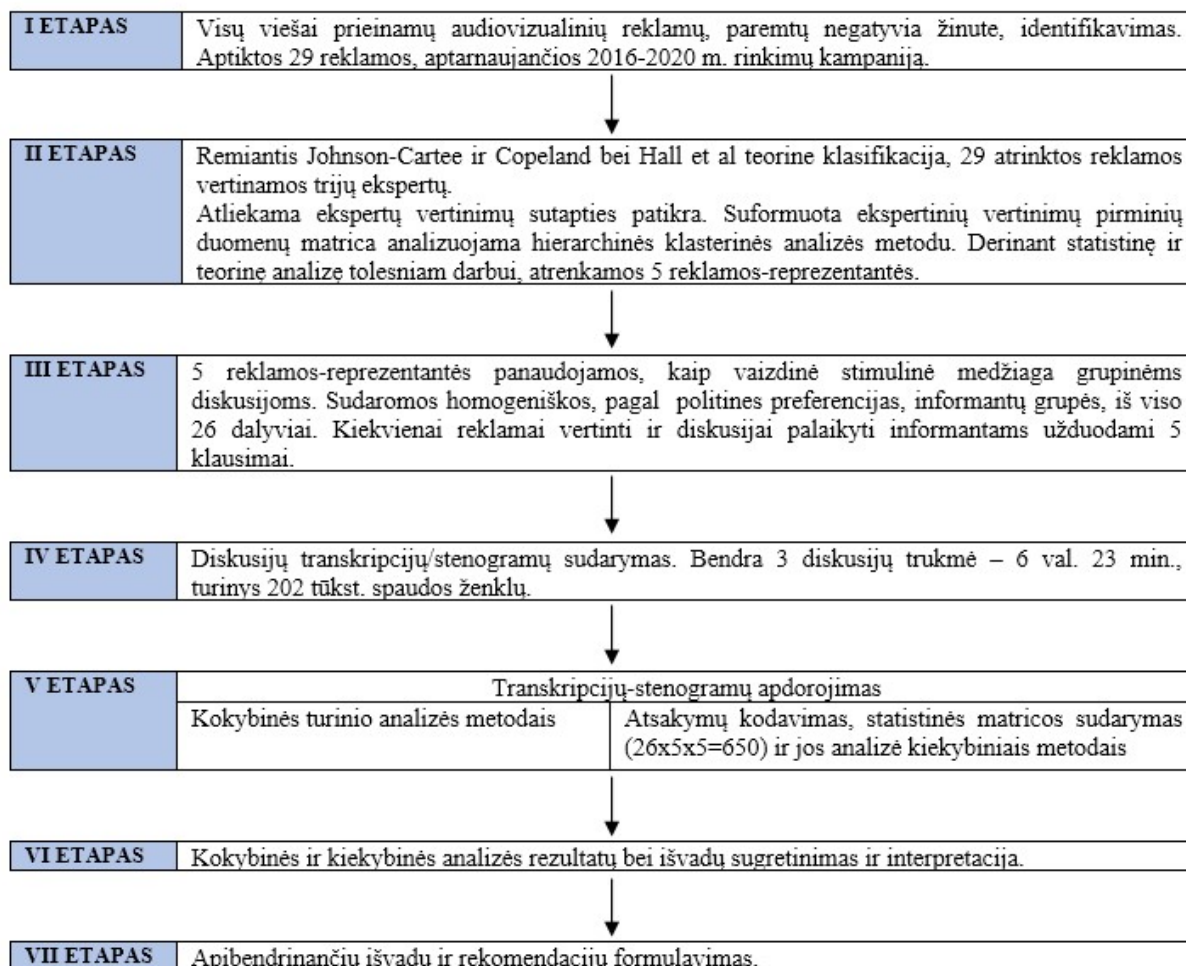 I ETAPAS
Visų viešai prieinamų audiovizualinių reklamų, paremtų negatyvia žinute, identifikavimas.
Aptiktos 29 reklamos, aptarnaujančios 2016-2020 m. rinkimų kampaniją.
II ETAPAS
Remiantis Johnson-Cartee ir Copeland bei Hall et al teorine klasifikacija, 29 atrinktos reklamos
vertinamos trijų ekspertų.
Atliekama ekspertų vertinimų sutapties patikra. Suformuota ekspertinių vertinimų pirminių
duomenų matrica analizuojama hierarchinės klasterinės analizės metodu. Derinant statistinę ir
teorinę analizę tolesniam darbui, atrenkamos 5 reklamos-reprezentantės.
III ETAPAS
5 reklamos-reprezentantės panaudojamos, kaip vaizdinė stimulinė medžiaga grupinėms
diskusijoms. Sudaromos homogeniškos, pagal politines preferencijas, informantų grupės, iš viso
26 dalyviai. Kiekvienai reklamai vertinti ir diskusijai palaikyti informantams užduodami 5
klausimai.
IV ETAPAS
Diskusijų transkripcijų/stenogramų sudarymas. Bendra 3 diskusijų trukmė – 6 val. 23 min.,
turinys 202 tūkst. spaudos ženklų.
V ETAPAS
Transkripcijų-stenogramų apdorojimas
Kokybinės turinio analizės metodais
Atsakymų kodavimas, statistinės matricos sudarymas
(26x5x5=650) ir jos analizė kiekybiniais metodais
VI ETAPAS
Kokybinės ir kiekybinės analizės rezultatų bei išvadų sugretinimas ir interpretacija.
VII ETAPAS
Apibendrinančių išvadų ir rekomendacijų formulavimas.